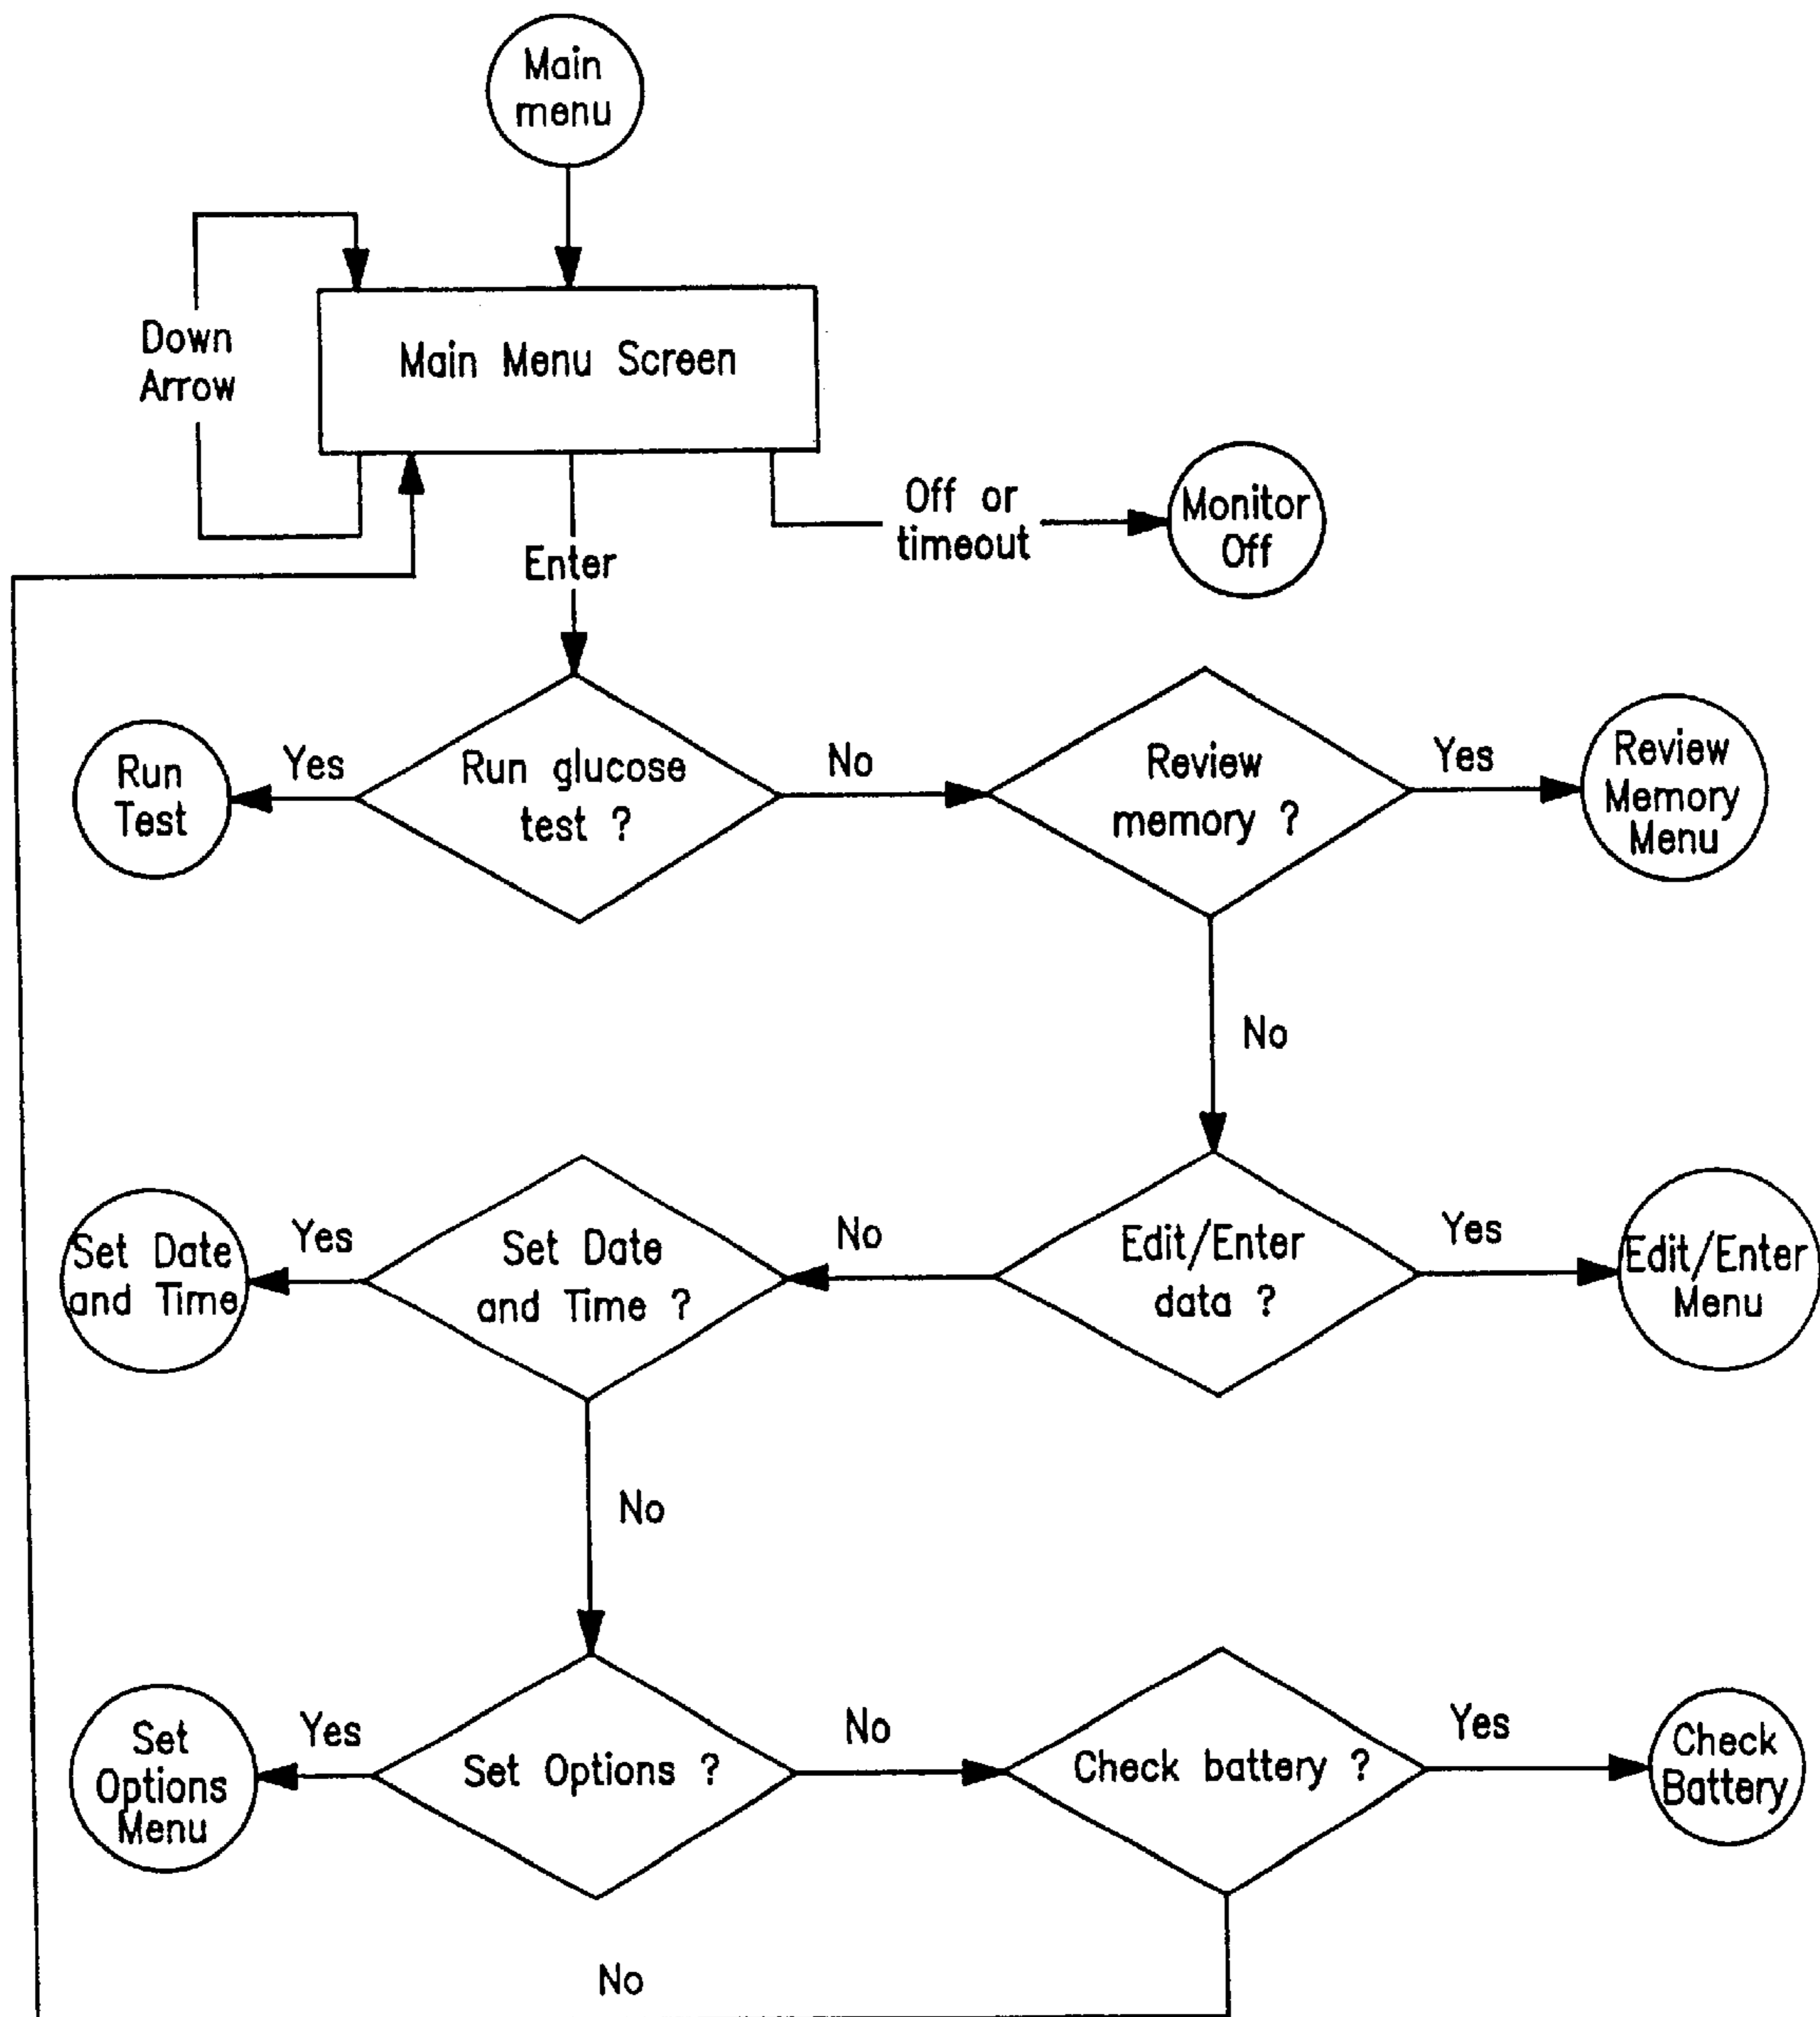 Main
menu
Down
Arrow
Main Menu Screen
Off or
timeout
Monitor
Off
Enter
Run
Test
Yes
Run glucose
test ?
No
Review
memory ?
Yes
Review
Memory
Menu
No
Set Date
and Time
Yes
Set Date
and Time ?
No
Edit/Enter
data ?
Yes
Edit/Enter
Menu
No
Set
Options
Menu
Yes
Set Options ?
No
Check battery ?
Yes
Check
Battery
No